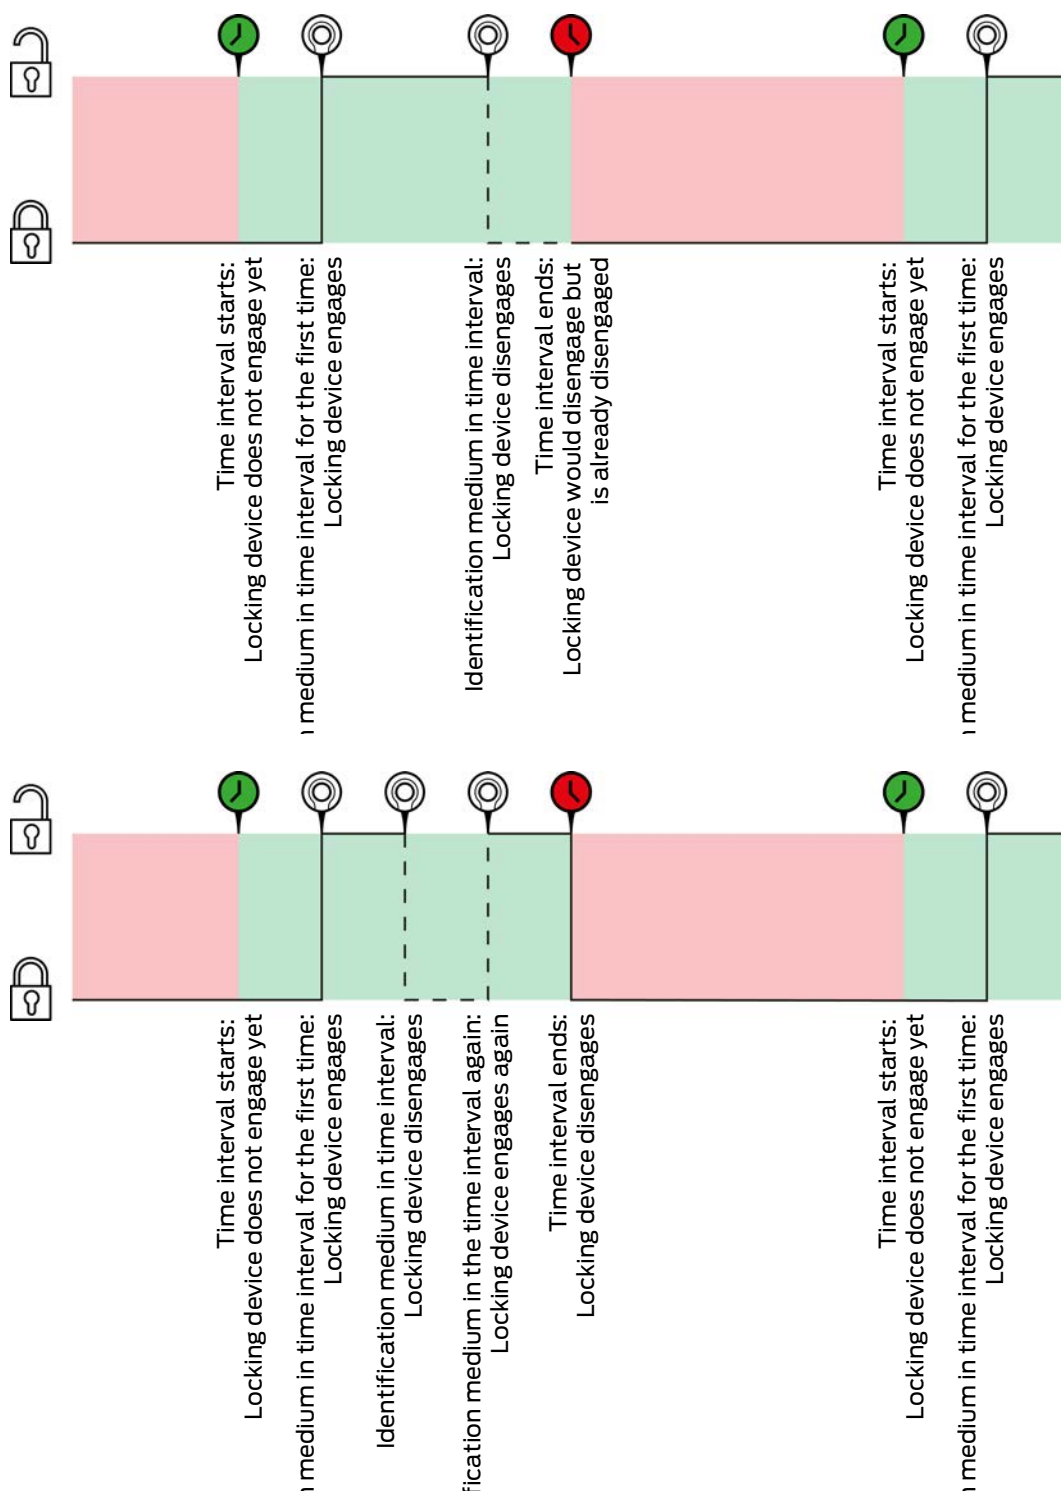 Time interval starts:
Locking device does not engage yet
medium in time interval for the first time:
Locking device engages
Identification medium in time interval:
Locking device disengages
Time interval ends:
Locking device would disengage but
is already disengaged
Time interval starts:
Locking device does not engage yet
medium in time interval for the first time:
Locking device engages
Time interval starts:
Locking device does not engage yet
medium in time interval for the first time:
Locking device engages
Identification medium in time interval:
Locking device disengages
medium in the time interval again:
Locking device engages again
Time interval ends:
Locking device disengages
Time interval starts:
Locking device does not engage yet
medium in time interval for the first time:
Locking device engages